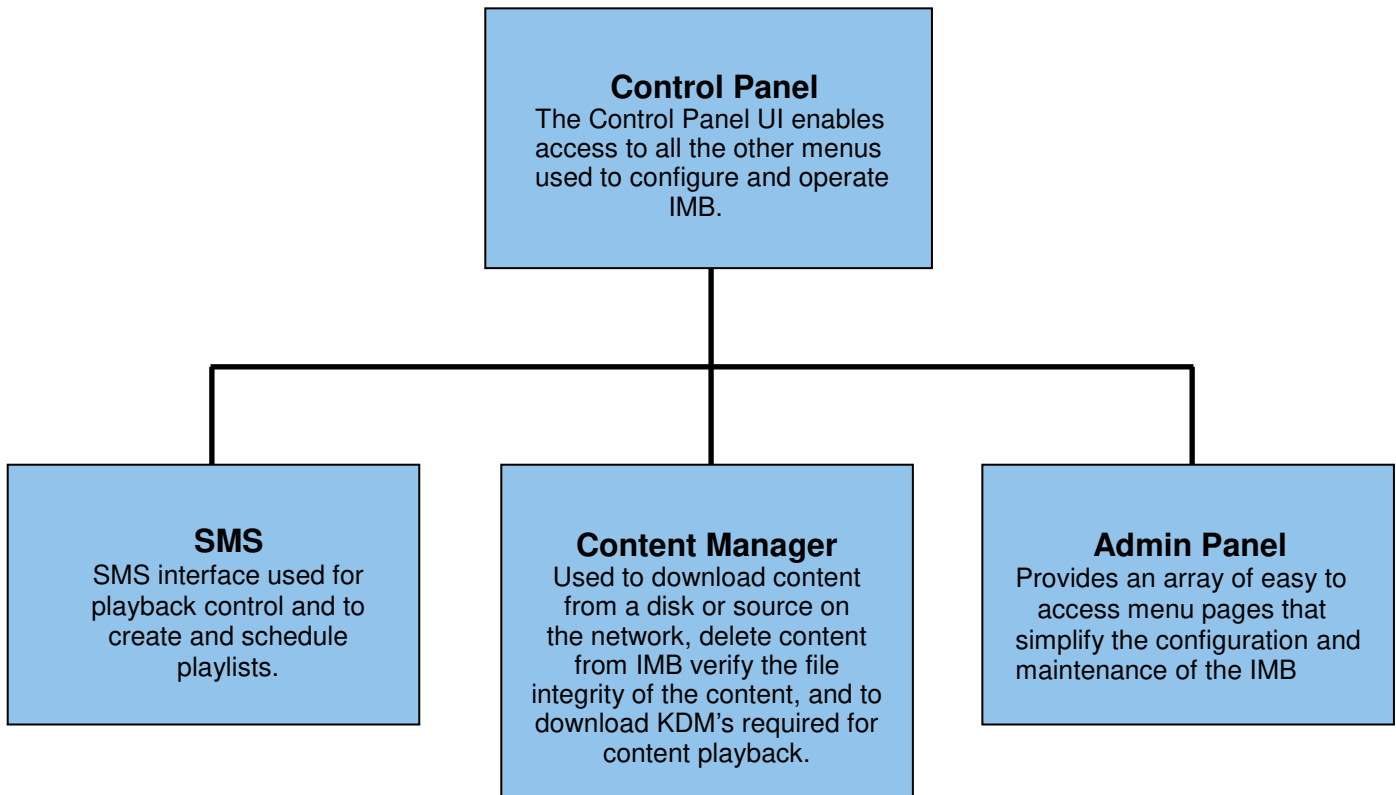 Control Panel
The Control Panel UI enables
access to all the other menus
used to configure and operate
IMB.
SMS
SMS interface used for
playback control and to
create and schedule
playlists.
Content Manager
Used to download content
from a disk or source on
the network, delete content
from IMB verify the file
integrity of the content, and to
download KDM's required for
content playback.
Admin Panel
Provides an array of easy to
access menu pages that
simplify the configuration and
maintenance of the IMB